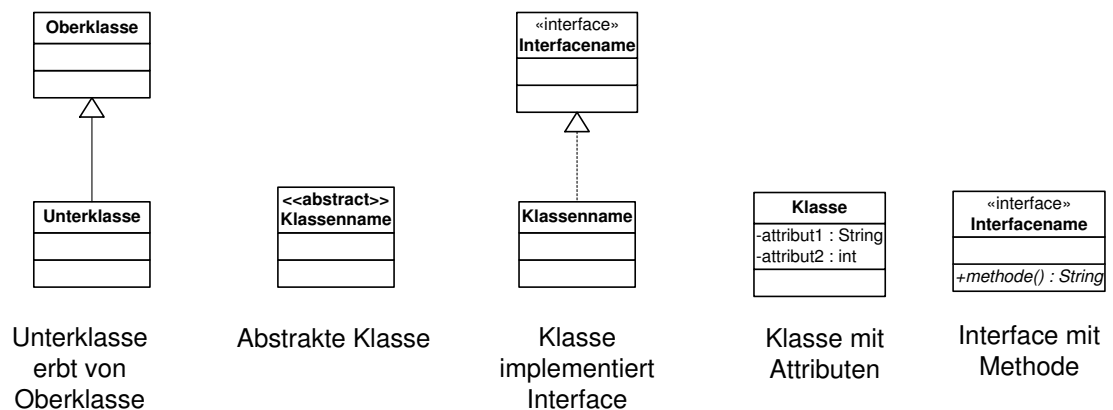 Oberklasse
Unterklasse
Unterklasse
erbt von
Oberklasse
<<abstract>>
Klassenname
Abstrakte Klasse
«interface»
Interfacename
Klassenname
Klasse
implementiert
Interface
Klasse
-attribut1 : String
-attribut2 : int
Klasse mit
Attributen
«interface»
Interfacename
+methode() : String
Interface mit
Methode